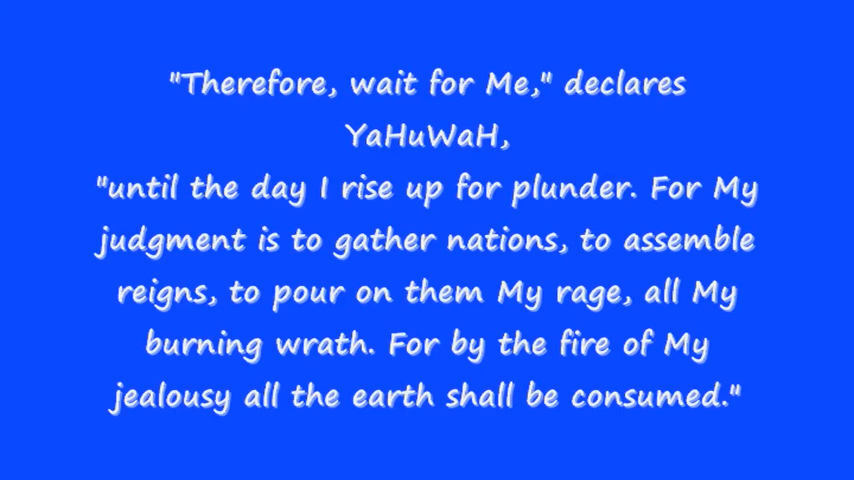 "Therefore, wait for Me," declares
YaHuWaH,
"until the day I rise up for plunder. For My
judgment is to gather nations, to assemble
reigns, to pour on them My rage, all My
burning wrath. For by the fire of My
jealousy all the earth shall be consumed."